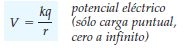 V = kq/r
potencial eléctrico
(sólo carga puntual,
cero a infinito)